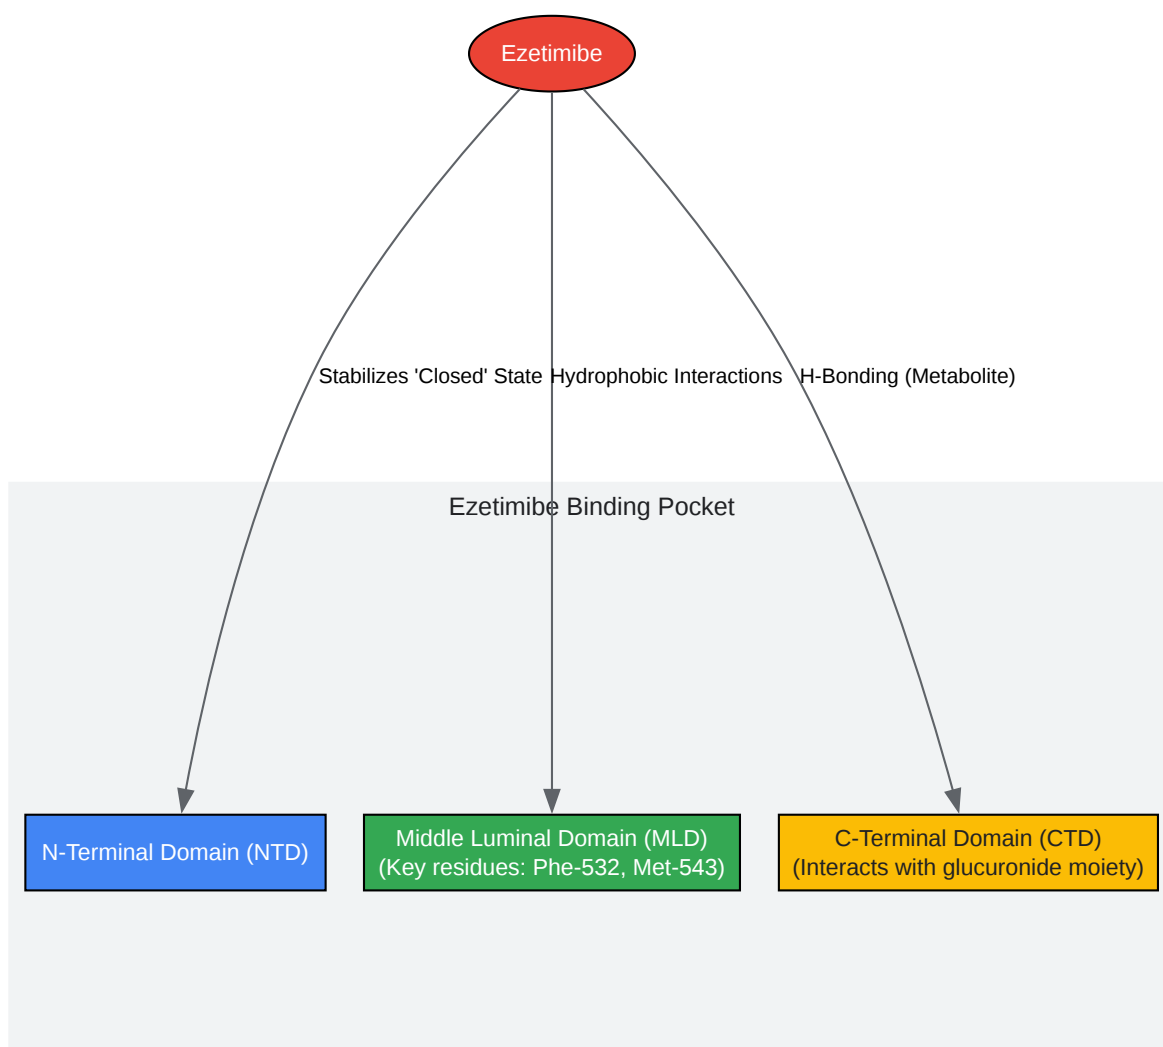 Ezetimibe
Stabilizes 'Closed' State
Hydrophobic Interactions
H-Bonding (Metabolite)
Ezetimibe Binding Pocket
N-Terminal Domain (NTD)
Middle Luminal Domain (MLD)
(Key residues: Phe-532, Met-543)
C-Terminal Domain (CTD)
(Interacts with glucuronide moiety)